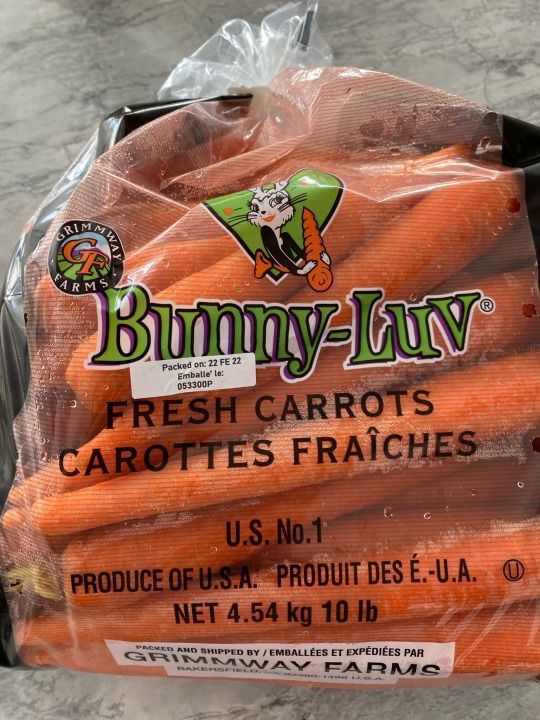 GRIMMWAY
GF
FARMS
Bunny-Luv®
Packed on: 22 FE 22
Emballe' le:
053300P
FRESH CARROTS
CAROTTES FRAÎCHES
U.S. No.1
PRODUCE OF U.S.A. PRODUIT DES É.-U.A. U
NET 4.54 kg 10 lb
PACKED AND SHIPPED BY / EMBALLÉES ET EXPÉDIÉES PAR
GRIMMWAY FARMS
BAKERSFIELD, U.S.A.